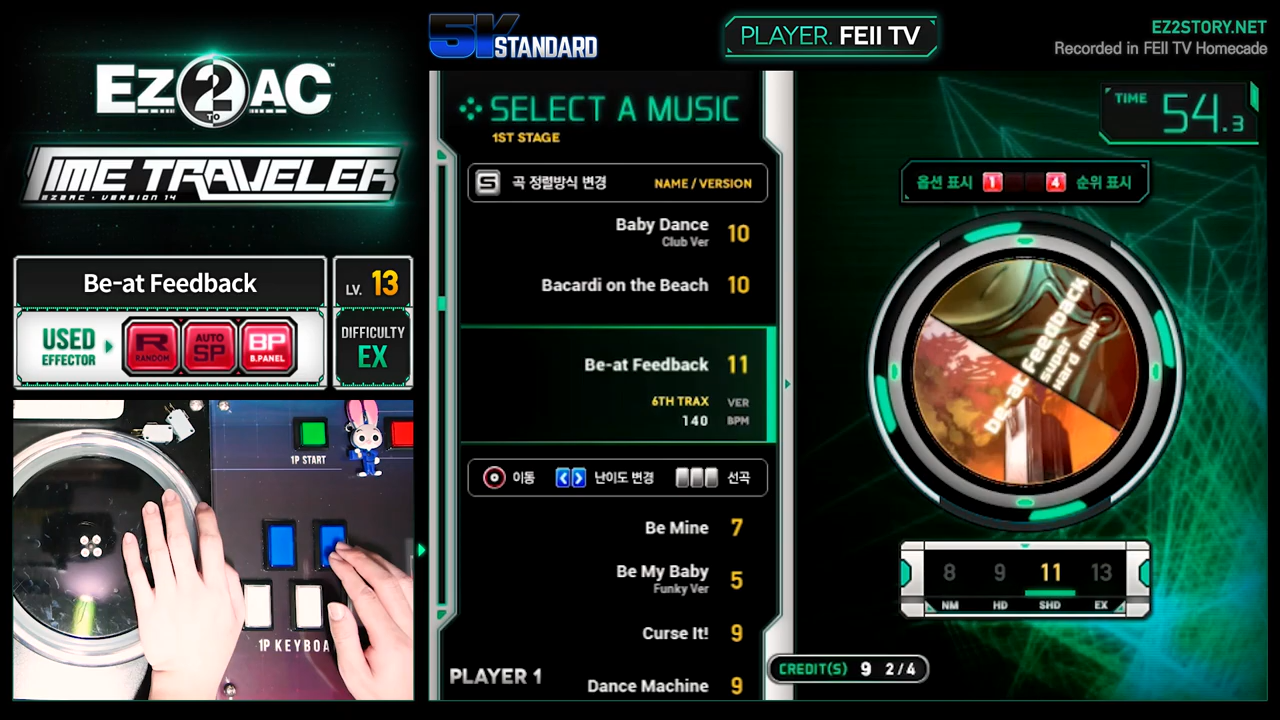 5K STANDARD
PLAYER. FEII TV
EZ2STORY.NET
Recorded in FEII TV Homecade
EZ2AC™
TO
TIME TRAVELER
EZ2AC - VERSION 14
Be-at Feedback
LV. 13
USED
EFFECTOR
R
RANDOM
AUTO
SP
BP
B.PANEL
DIFFICULTY
EX
1P START
1P KEYBOA
SELECT A MUSIC
1ST STAGE
S 곡 정렬방식 변경 NAME / VERSION
Baby Dance 10
Club Ver
Bacardi on the Beach 10
Be-at Feedback 11
6TH TRAX VER
140 BPM
이동 난이도 변경 선곡
Be Mine 7
Be My Baby 5
Funky Ver
Curse It! 9
Dance Machine 9
PLAYER 1
TIME 54.3
옵션 표시 1 4 순위 표시
Be-at Feedback
super
Hard mix
8 9 11 13
NM HD SHD EX
CREDIT(S) 9 2/4